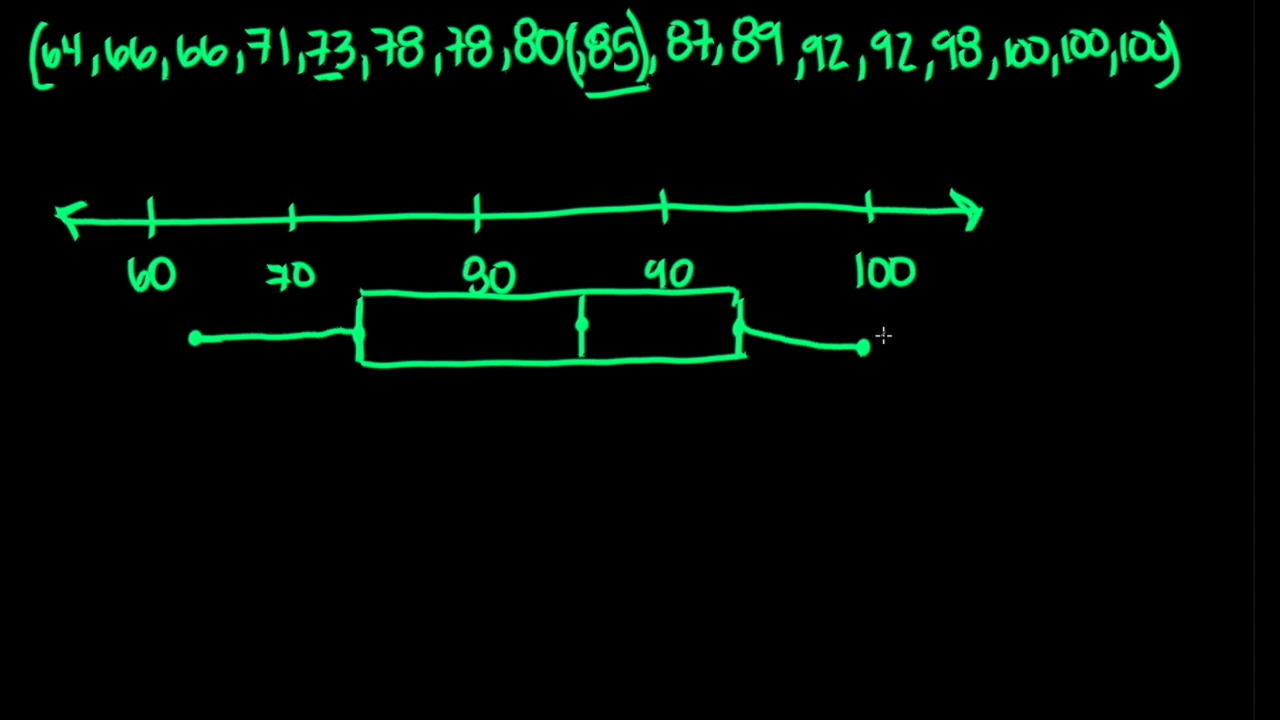 (64, 66, 66, 71, 73, 78, 78, 80(, 85), 87, 89, 92, 92, 98, 100, 100, 100)
60 70 80 90 100